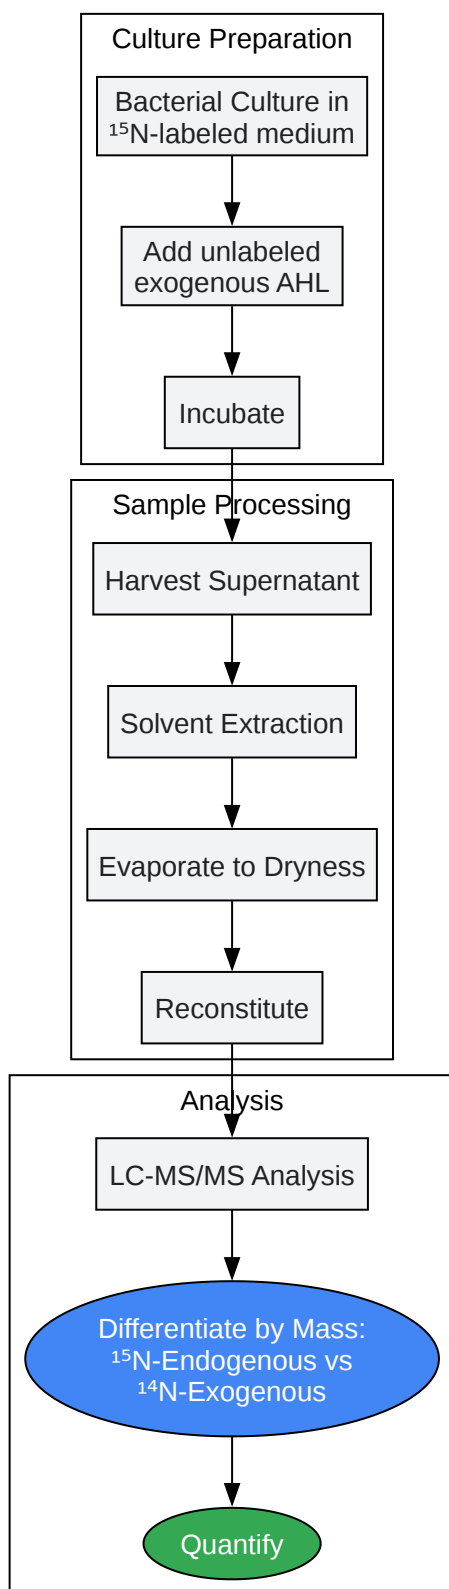 Culture Preparation
Bacterial Culture in
¹⁵N-labeled medium
Add unlabeled
exogenous AHL
Incubate
Sample Processing
Harvest Supernatant
Solvent Extraction
Evaporate to Dryness
Reconstitute
Analysis
LC-MS/MS Analysis
Differentiate by Mass:
¹⁵N-Endogenous vs
¹⁴N-Exogenous
Quantify